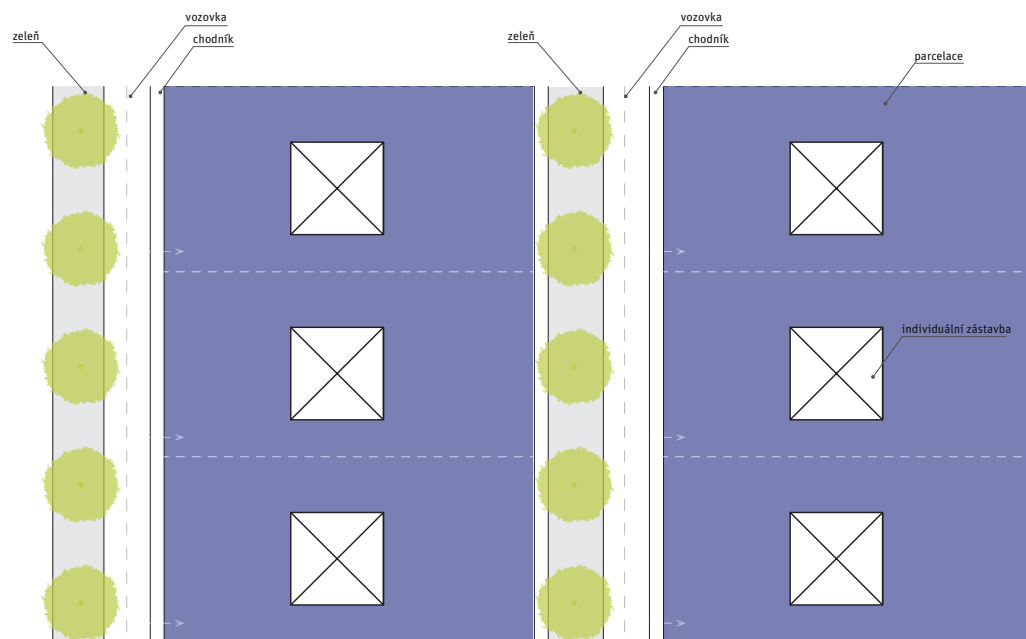 vozovka
zeleň
chodník
vozovka
zeleň
chodník
parcelace
individuální zástavba